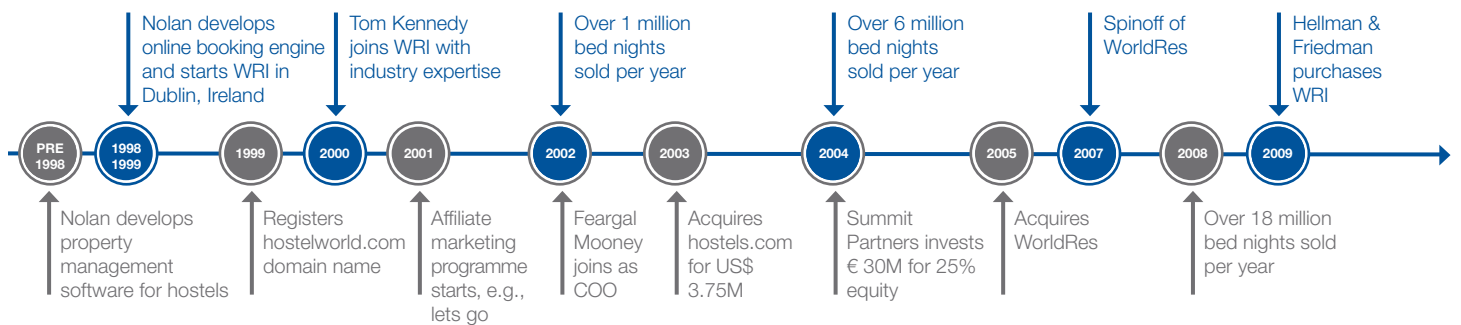 Nolan develops
online booking engine
and starts WRI in
Dublin, Ireland
Tom Kennedy
joins WRI with
industry expertise
Over 1 million
bed nights
sold per year
Over 6 million
bed nights
sold per year
Spinoff of
WorldRes
Hellman &
Friedman
purchases
WRI
PRE
1998
1998
1999
1999
2000
2001
2002
2003
2004
2005
2007
2008
2009
Nolan develops
property
management
software for hostels
Registers
hostelworld.com
domain name
Affiliate
marketing
programme
starts, e.g.,
lets go
Feargal
Mooney
joins as
COO
Acquires
hostels.com
for US$
3.75M
Summit
Partners invests
€ 30M for 25%
equity
Acquires
WorldRes
Over 18 million
bed nights sold
per year